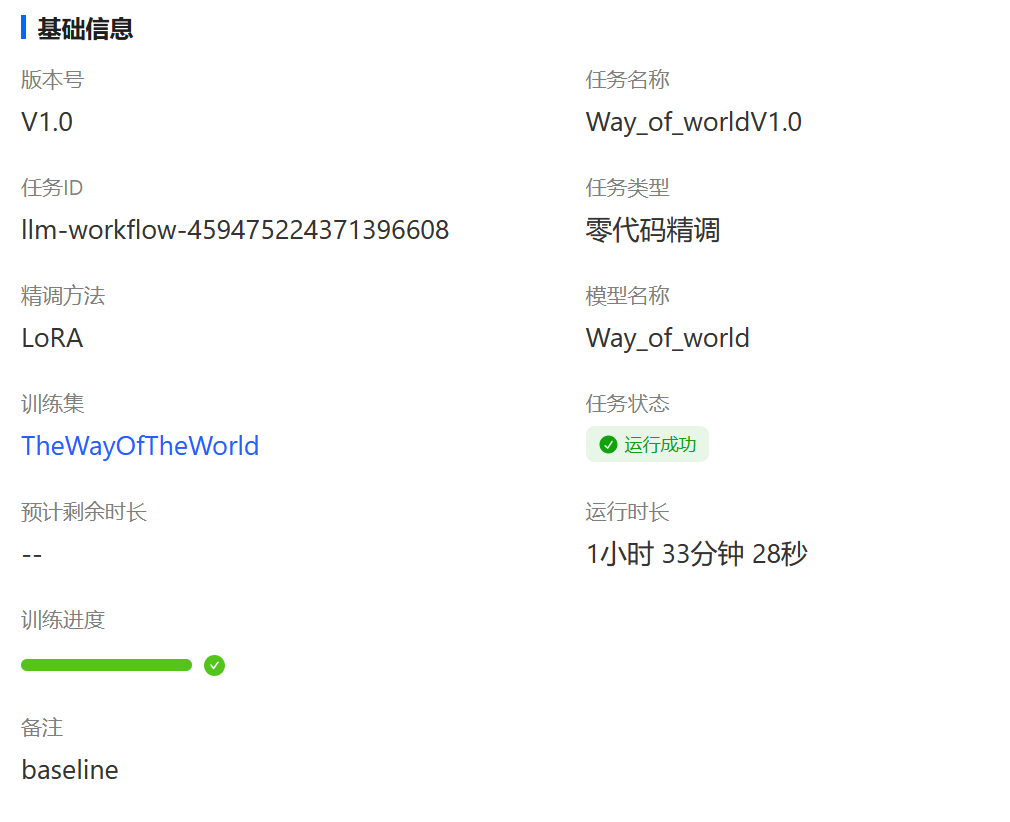 基础信息
版本号
V1.0
任务名称
Way_of_worldV1.0
任务ID
llm-workflow-459475224371396608
任务类型
零代码精调
精调方法
LoRA
模型名称
Way_of_world
训练集
TheWayOfTheWorld
任务状态
运行成功
预计剩余时长
--
运行时长
1小时 33分钟 28秒
训练进度
备注
baseline